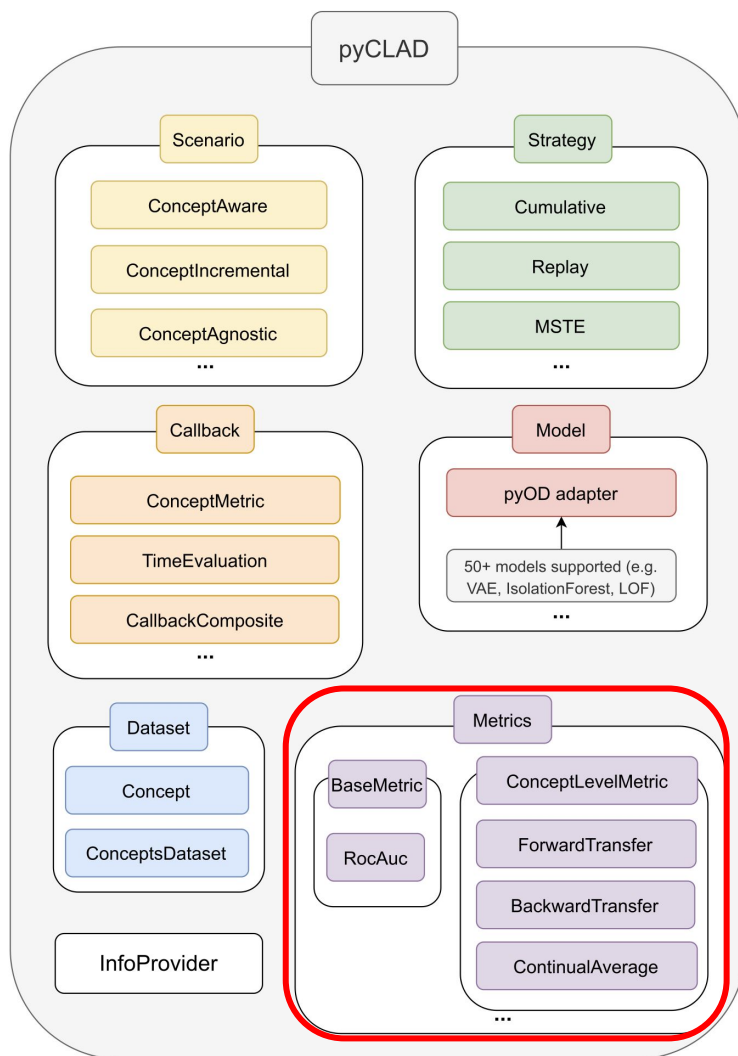 pyCLAD
Scenario
ConceptAware
ConceptIncremental
ConceptAgnostic
...
Strategy
Cumulative
Replay
MSTE
...
Callback
ConceptMetric
TimeEvaluation
CallbackComposite
...
Model
pyOD adapter
50+ models supported (e.g.
VAE, IsolationForest, LOF)
...
Dataset
Concept
ConceptsDataset
InfoProvider
Metrics
BaseMetric
RocAuc
ConceptLevelMetric
ForwardTransfer
BackwardTransfer
ContinualAverage
...